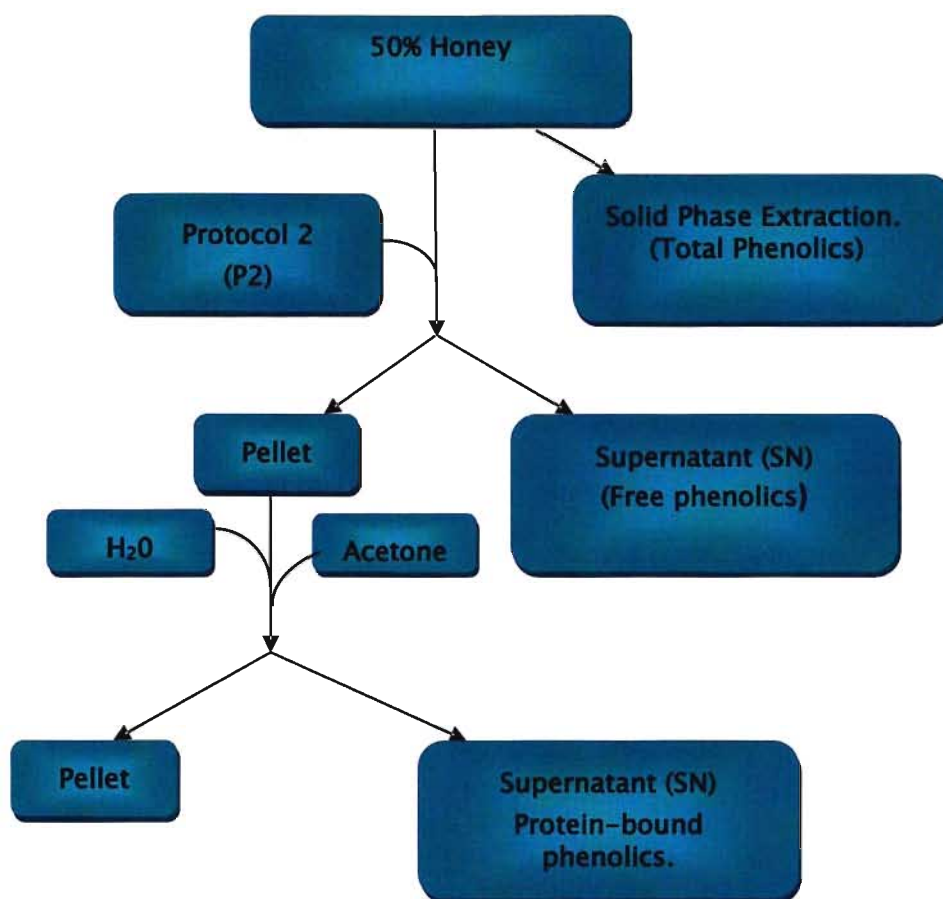 50% Honey
Protocol 2
(P2)
Solid Phase Extraction.
(Total Phenolics)
Pellet
Supernatant (SN)
(Free phenolics)
H₂0
Acetone
Pellet
Supernatant (SN)
Protein-bound
phenolics.